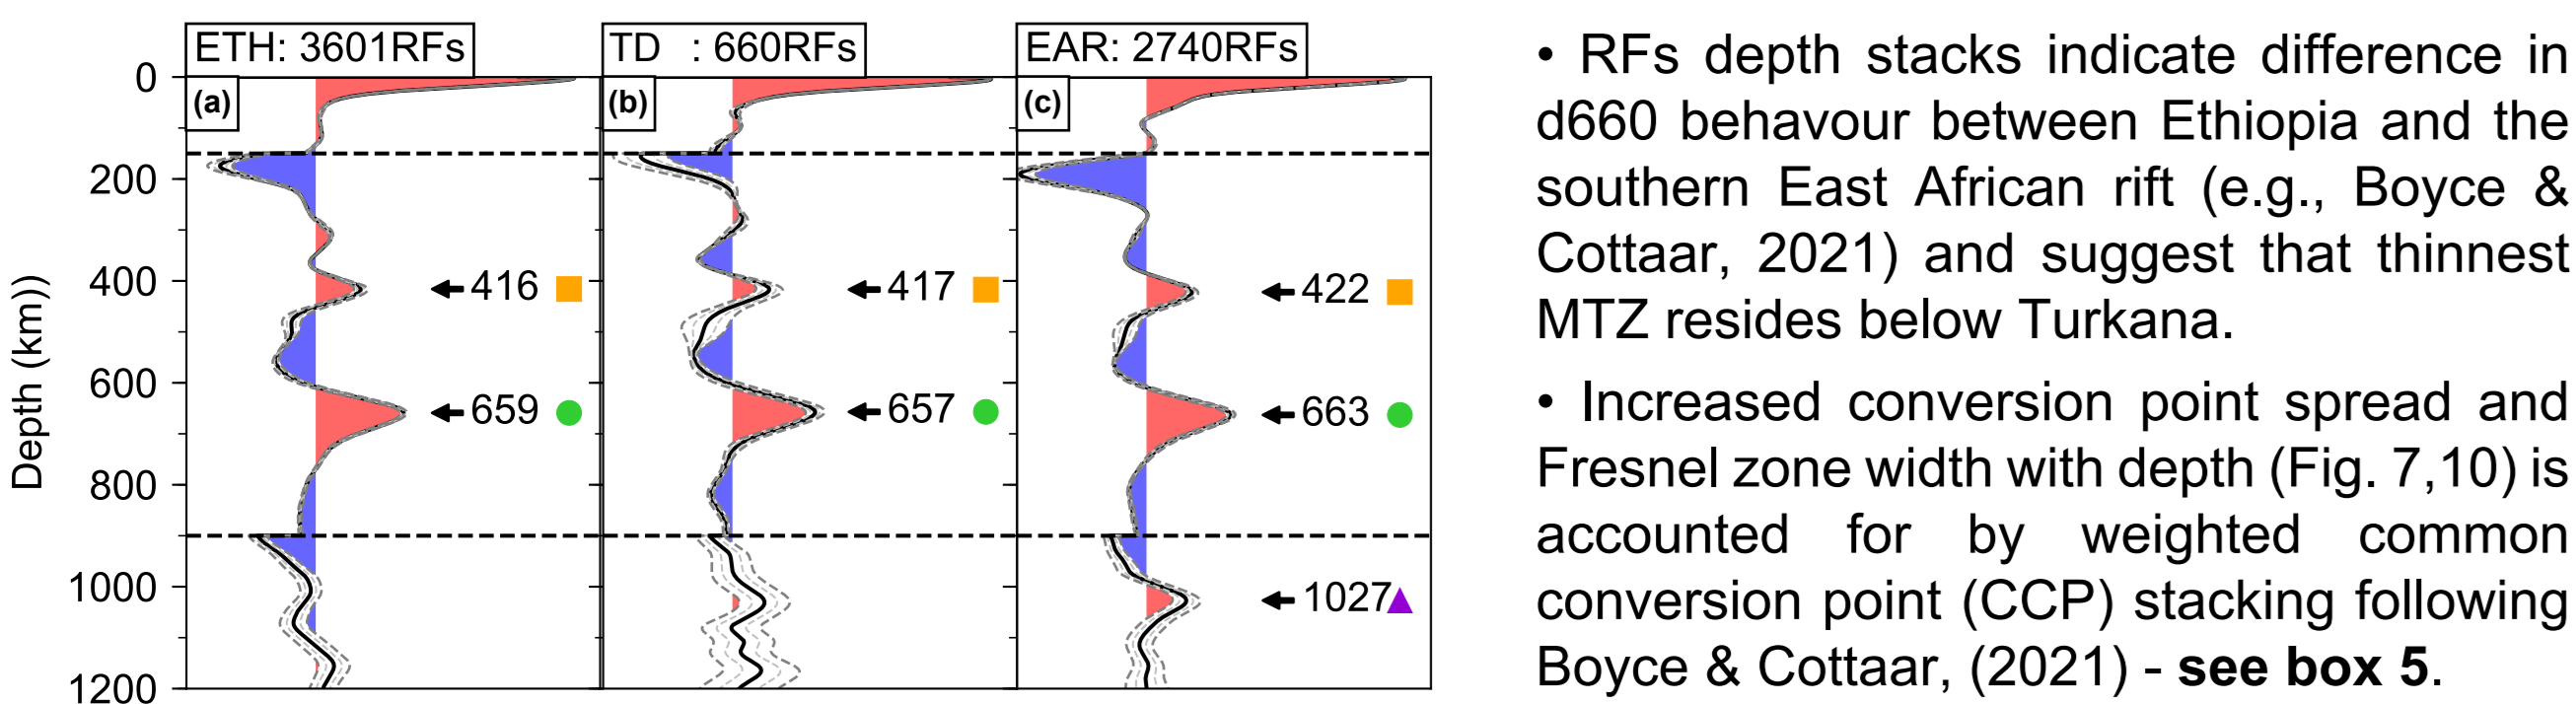 ETH: 3601RFs
TD : 660RFs
EAR: 2740RFs
(a)
(b)
(c)
Depth (km))
0
200
400
600
800
1000
1200
416
659
417
657
422
663
1027
• RFs depth stacks indicate difference in
d660 behavour between Ethiopia and the
southern East African rift (e.g., Boyce &
Cottaar, 2021) and suggest that thinnest
MTZ resides below Turkana.
• Increased conversion point spread and
Fresnel zone width with depth (Fig. 7,10) is
accounted for by weighted common
conversion point (CCP) stacking following
Boyce & Cottaar, (2021) - see box 5.